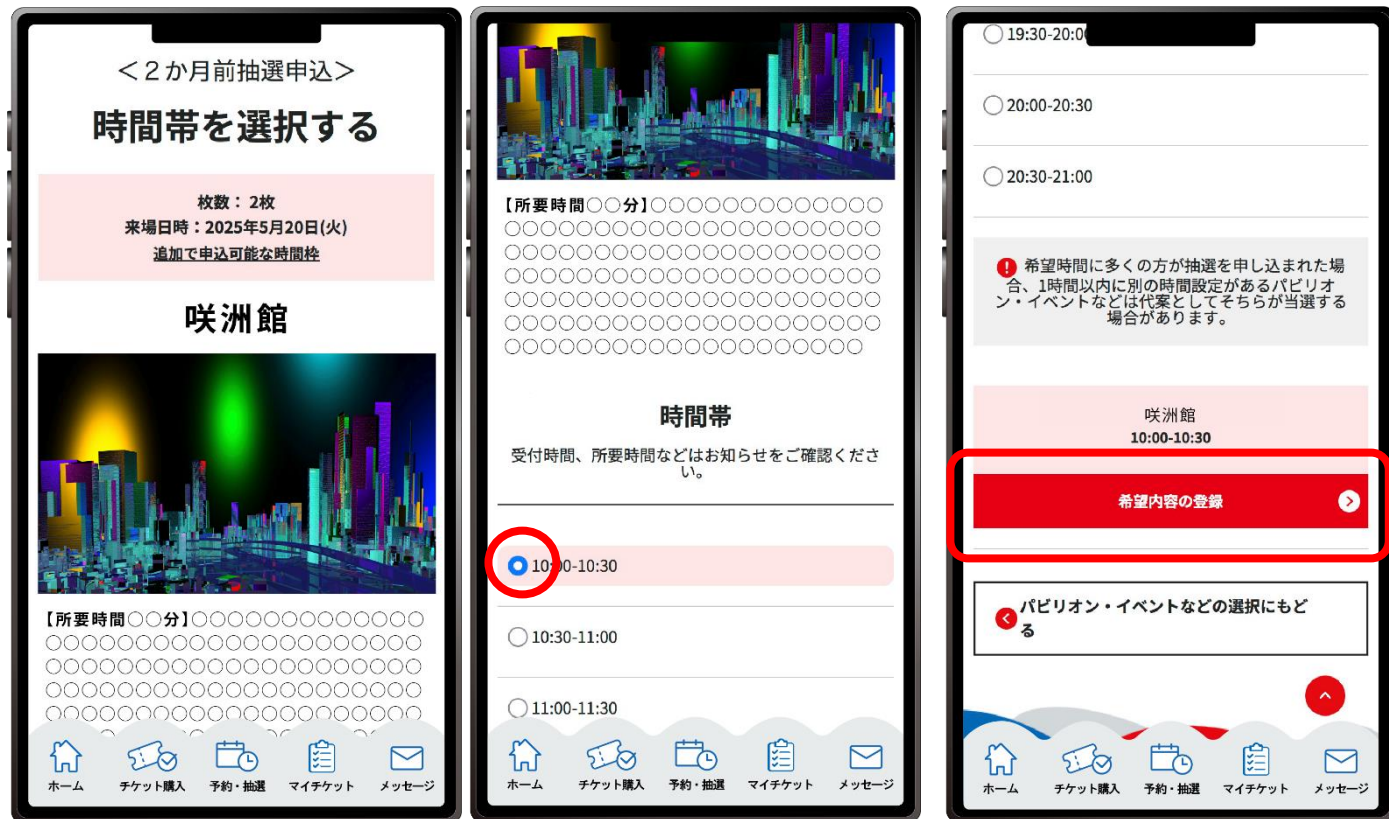 ＜２か月前抽選申込＞
時間帯を選択する
枚数： 2枚
来場日時：2025年5月20日(火)
追加で申込可能な時間枠
咲洲館
【所要時間○○分】○○○○○○○○○○○○○
○○○○○○○○○○○○○○○○○○○○○
○○○○○○○○○○○○○○○○○○○○○
○○○○○○○○○○○○○○○○○○○○○
ホーム
チケット購入
予約・抽選
マイチケット
メッセージ
【所要時間○○分】○○○○○○○○○○○○○
○○○○○○○○○○○○○○○○○○○○○
○○○○○○○○○○○○○○○○○○○○○
○○○○○○○○○○○○○○○○○○○○○
○○○○○○○○○○○○○○○○○○○○○
○○○○○○○○○○○○○○○○○○○○○
○○○○○○○○○○○○○○○○○○○○
時間帯
受付時間、所要時間などはお知らせをご確認くださ
い。
10:00-10:30
10:30-11:00
11:00-11:30
ホーム
チケット購入
予約・抽選
マイチケット
メッセージ
19:30-20:00
20:00-20:30
20:30-21:00
希望時間に多くの方が抽選を申し込まれた場
合、1時間以内に別の時間設定があるパビリオ
ン・イベントなどは代案としてそちらが当選する
場合があります。
咲洲館
10:00-10:30
希望内容の登録
パビリオン・イベントなどの選択にもど
る
ホーム
チケット購入
予約・抽選
マイチケット
メッセージ